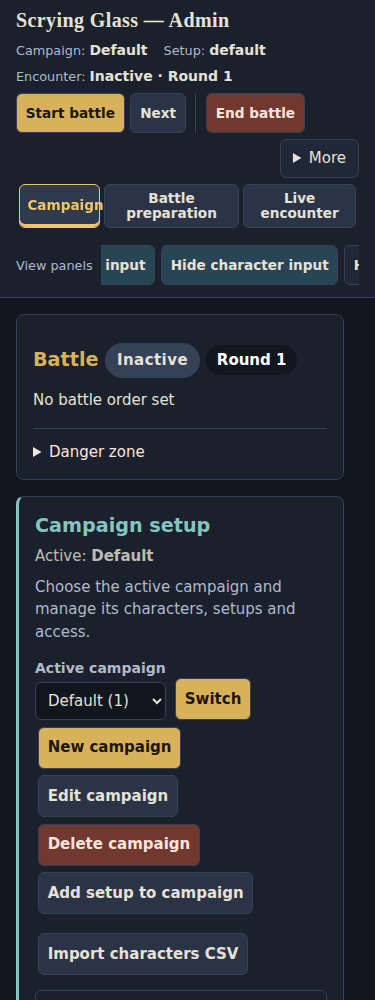 Scrying Glass — Admin
Campaign: Default Setup: default
Encounter: Inactive · Round 1
Start battle Next End battle
More
Campaign Battle preparation Live encounter
View panels input Hide character input
Battle Inactive Round 1
No battle order set
Danger zone
Campaign setup
Active: Default
Choose the active campaign and
manage its characters, setups and
access.
Active campaign
Default (1) Switch
New campaign
Edit campaign
Delete campaign
Add setup to campaign
Import characters CSV